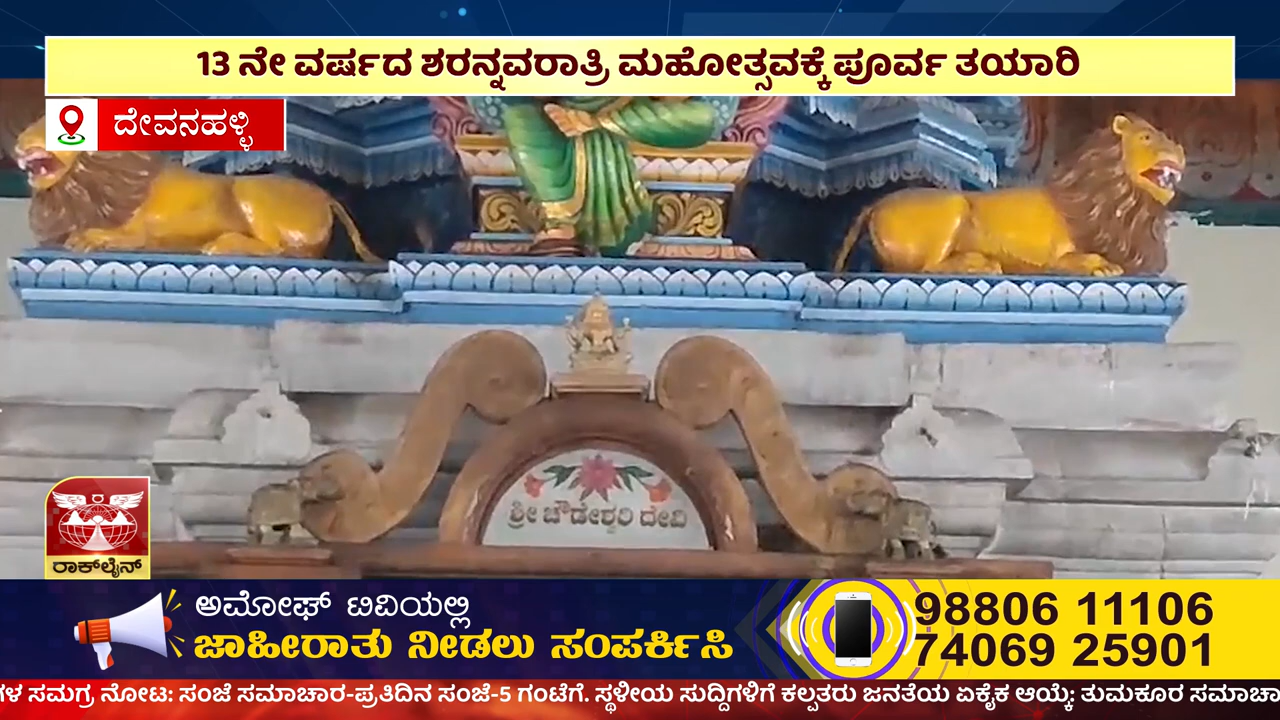 13 ನೇ ವರ್ಷದ ಶರನ್ನವರಾತ್ರಿ ಮಹೋತ್ಸವಕ್ಕೆ ಪೂರ್ವ ತಯಾರಿ
ದೇವನಹಳ್ಳಿ
ಶ್ರೀ ಚೌಡೇಶ್ವರಿ ದೇವಿ
ರಾಕ್‌ಲೈನ್
ಅಮೋಘ್ ಟಿವಿಯಲ್ಲಿ
ಜಾಹೀರಾತು ನೀಡಲು ಸಂಪರ್ಕಿಸಿ
98806 11106
74069 25901
ಗಳ ಸಮಗ್ರ ನೋಟ: ಸಂಜೆ ಸಮಾಚಾರ-ಪ್ರತಿದಿನ ಸಂಜೆ-5 ಗಂಟೆಗೆ. ಸ್ಥಳೀಯ ಸುದ್ದಿಗಳಿಗೆ ಕಲ್ಪತರು ಜನತೆಯ ಏಕೈಕ ಆಯ್ಕೆ: ತುಮಕೂರ ಸಮಾಚಾ